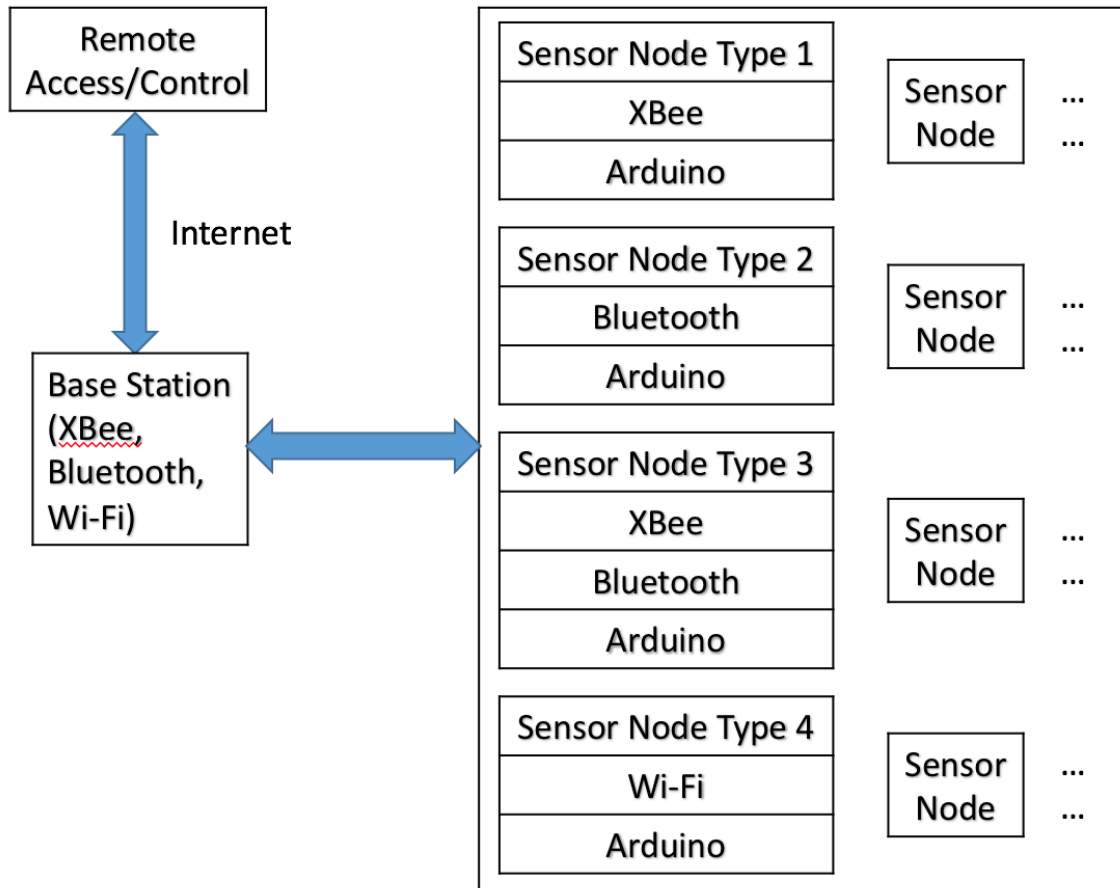 Remote
Access/Control
Internet
Base Station
(XBee,
Bluetooth,
Wi-Fi)
Sensor Node Type 1
XBee
Arduino
Sensor
Node
...
...
Sensor Node Type 2
Bluetooth
Arduino
Sensor
Node
...
...
Sensor Node Type 3
XBee
Bluetooth
Arduino
Sensor
Node
...
...
Sensor Node Type 4
Wi-Fi
Arduino
Sensor
Node
...
...